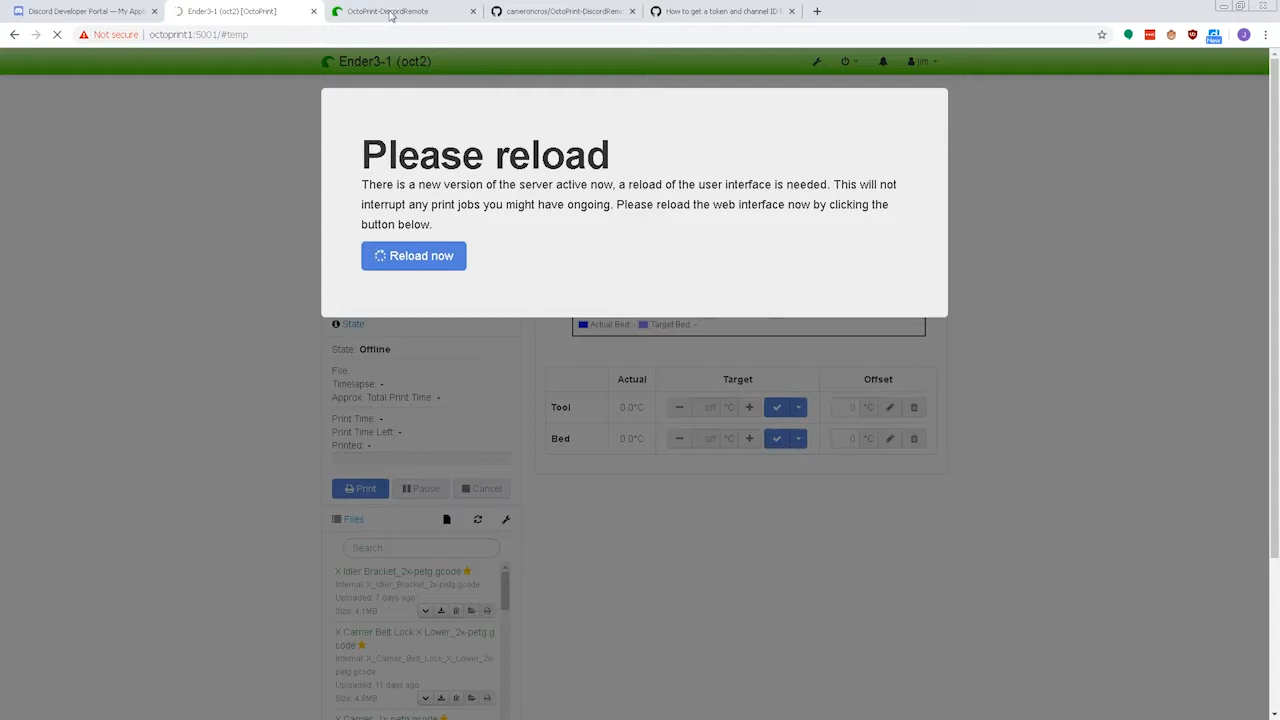 Discord Developer Portal — My Appl
Ender3-1 (oct2) [OctoPrint]
OctoPrint-DiscordRemote
cameroncros/OctoPrint-DiscordRem
How to get a token and channel ID
Not secure
octoprint1:5001/#temp
New
J
Ender3-1 (oct2)
jim
Please reload
There is a new version of the server active now, a reload of the user interface is needed. This will not
interrupt any print jobs you might have ongoing. Please reload the web interface now by clicking the
button below.
Reload now
Actual Bed: -
Target Bed: -
State
State: Offline
File:
Timelapse: -
Approx. Total Print Time: -
Print Time: -
Print Time Left: -
Printed: -
Print
Pause
Cancel
Actual
Target
Offset
Tool
0.0°C
off
°C
0
°C
Bed
0.0°C
off
°C
0
°C
Files
Search
X Idler Bracket_2x-petg.gcode
Internal: X_Idler_Bracket_2x-petg.gcode
Uploaded: 7 days ago
Size: 4.1MB
X Carrier Belt Lock X Lower_2x-petg.g
code
Internal: X_Carrier_Belt_Lock_X_Lower_2x-
petg.gcode
Uploaded: 11 days ago
Size: 4.8MB
X Carrier_1x-petg.gcode